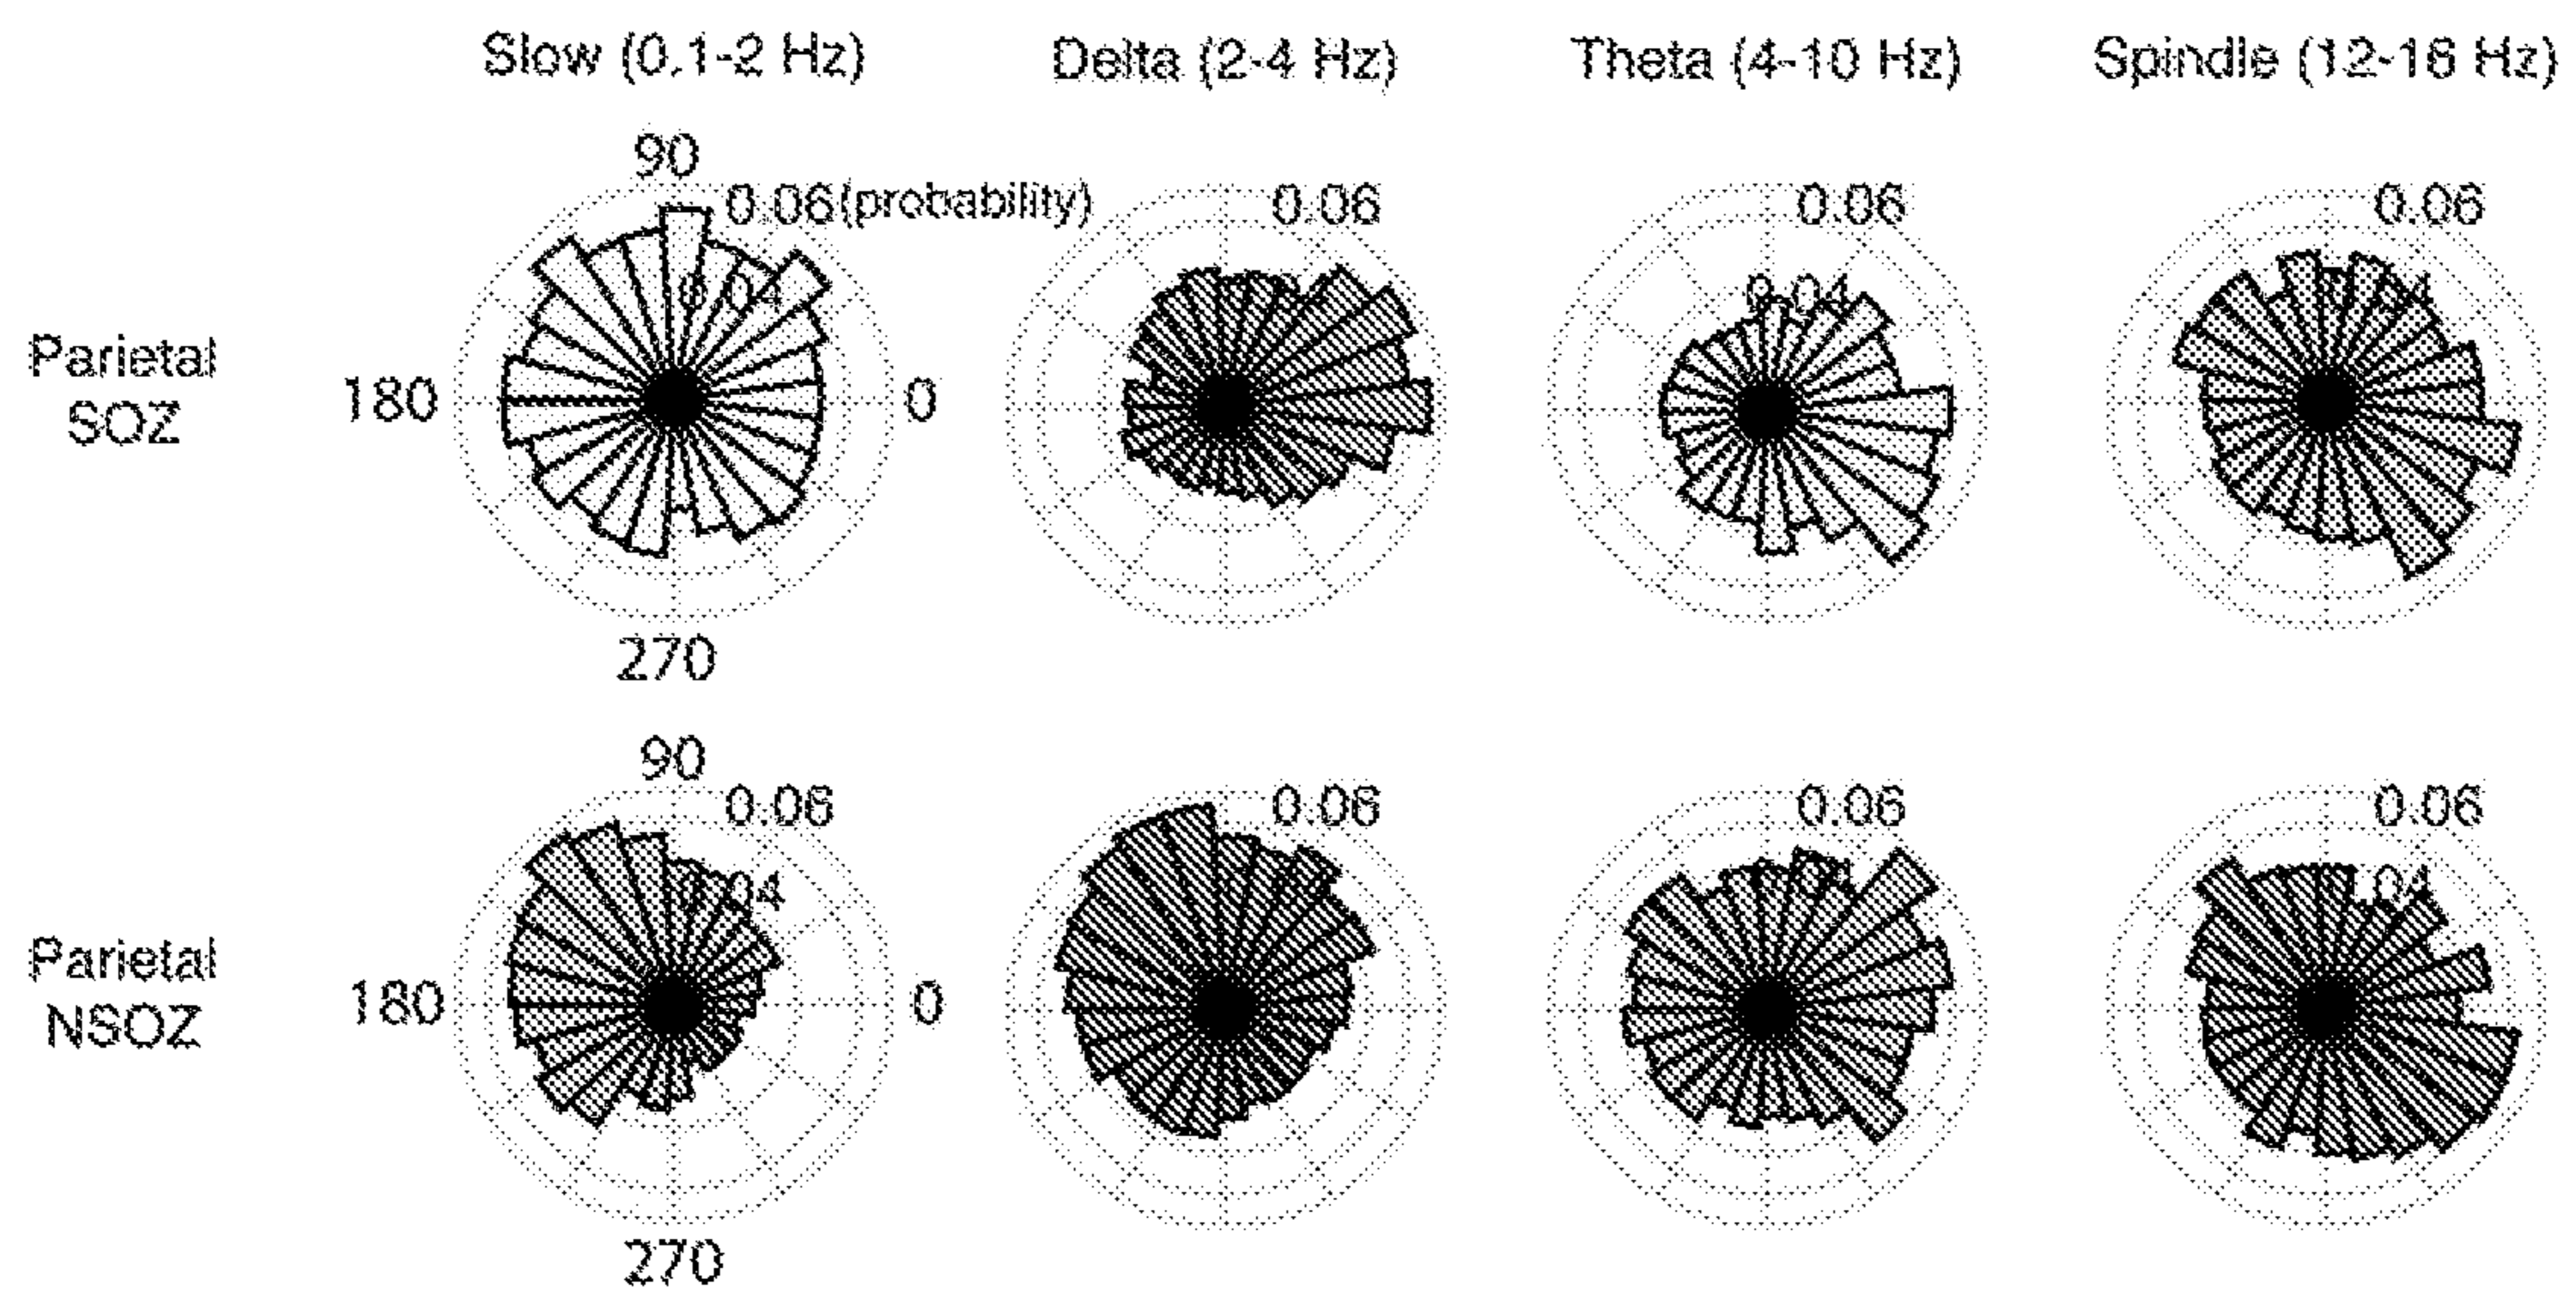 Slow (0.1-2 Hz)
Delta (2-4 Hz)
Theta (4-10 Hz)
Spindle (12-16 Hz)
90
0.06(probability)
0.06
0.06
0.06
0.04
0.04
Parietal
SOZ
180
0
270
90
0.06
0.06
0.06
0.06
0.04
Parietal
NSOZ
180
0
270